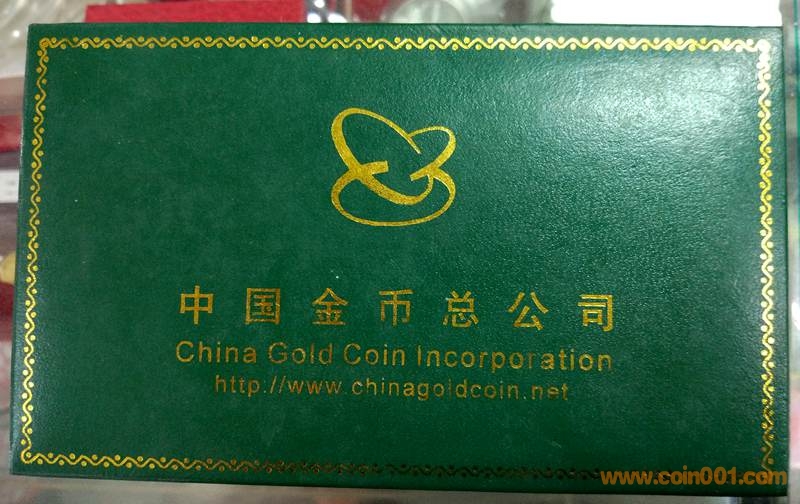 中国金币总公司
China Gold Coin Incorporation
http://www.chinagoldcoin.net
www.coin001.com